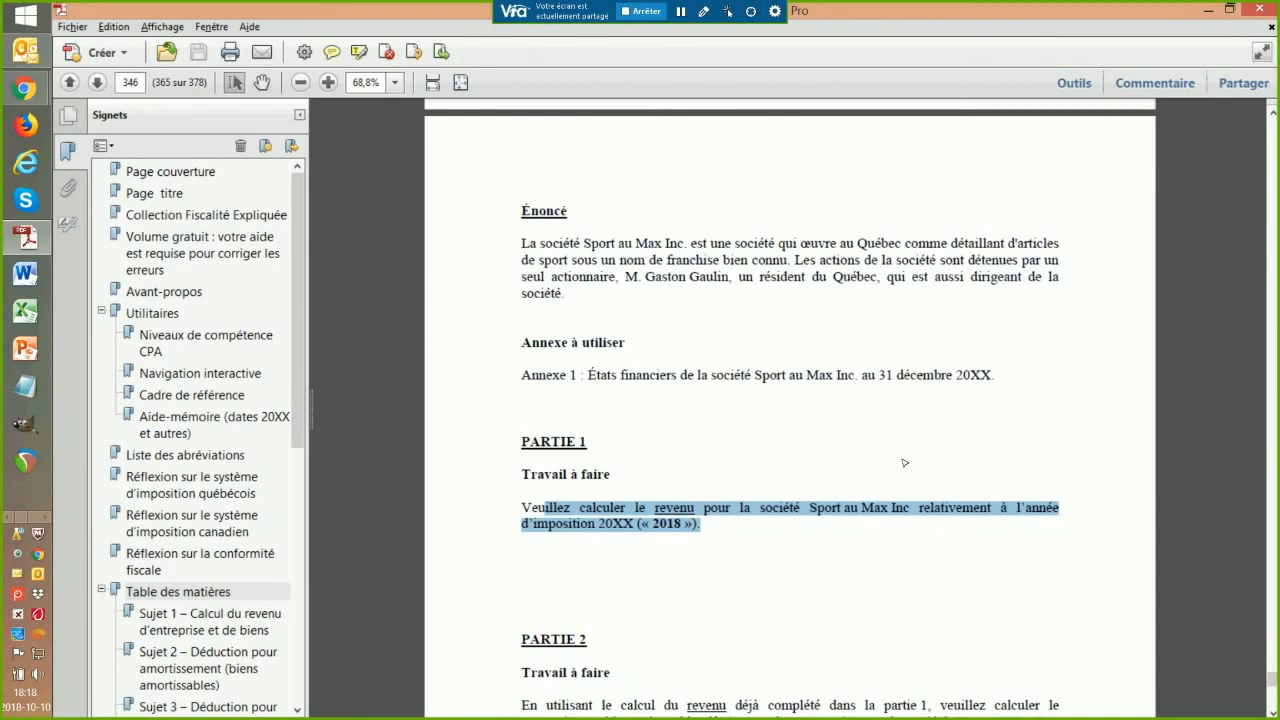 Votre écran est
actuellement partagé
Arrêter
Pro
Fichier Edition Affichage Fenêtre Aide
Créer
346 (365 sur 378) 68,8% Outils Commentaire Partager
Signets
Page couverture
Page titre
Collection Fiscalité Expliquée
Volume gratuit : votre aide
est requise pour corriger les
erreurs
Avant-propos
Utilitaires
Niveaux de compétence
CPA
Navigation interactive
Cadre de référence
Aide-mémoire (dates 20XX
et autres)
Liste des abréviations
Réflexion sur le système
d'imposition québécois
Réflexion sur le système
d'imposition canadien
Réflexion sur la conformité
fiscale
Table des matières
Sujet 1 – Calcul du revenu
d'entreprise et de biens
Sujet 2 – Déduction pour
amortissement (biens
amortissables)
Sujet 3 – Déduction pour
Énoncé
La société Sport au Max Inc. est une société qui œuvre au Québec comme détaillant d'articles
de sport sous un nom de franchise bien connu. Les actions de la société sont détenues par un
seul actionnaire, M. Gaston Gaulin, un résident du Québec, qui est aussi dirigeant de la
société.
Annexe à utiliser
Annexe 1 : États financiers de la société Sport au Max Inc. au 31 décembre 20XX.
PARTIE 1
Travail à faire
Veuillez calculer le revenu pour la société Sport au Max Inc relativement à l'année
d'imposition 20XX (« 2018 »).
PARTIE 2
Travail à faire
En utilisant le calcul du revenu déjà complété dans la partie 1, veuillez calculer le
18:18
2018-10-10